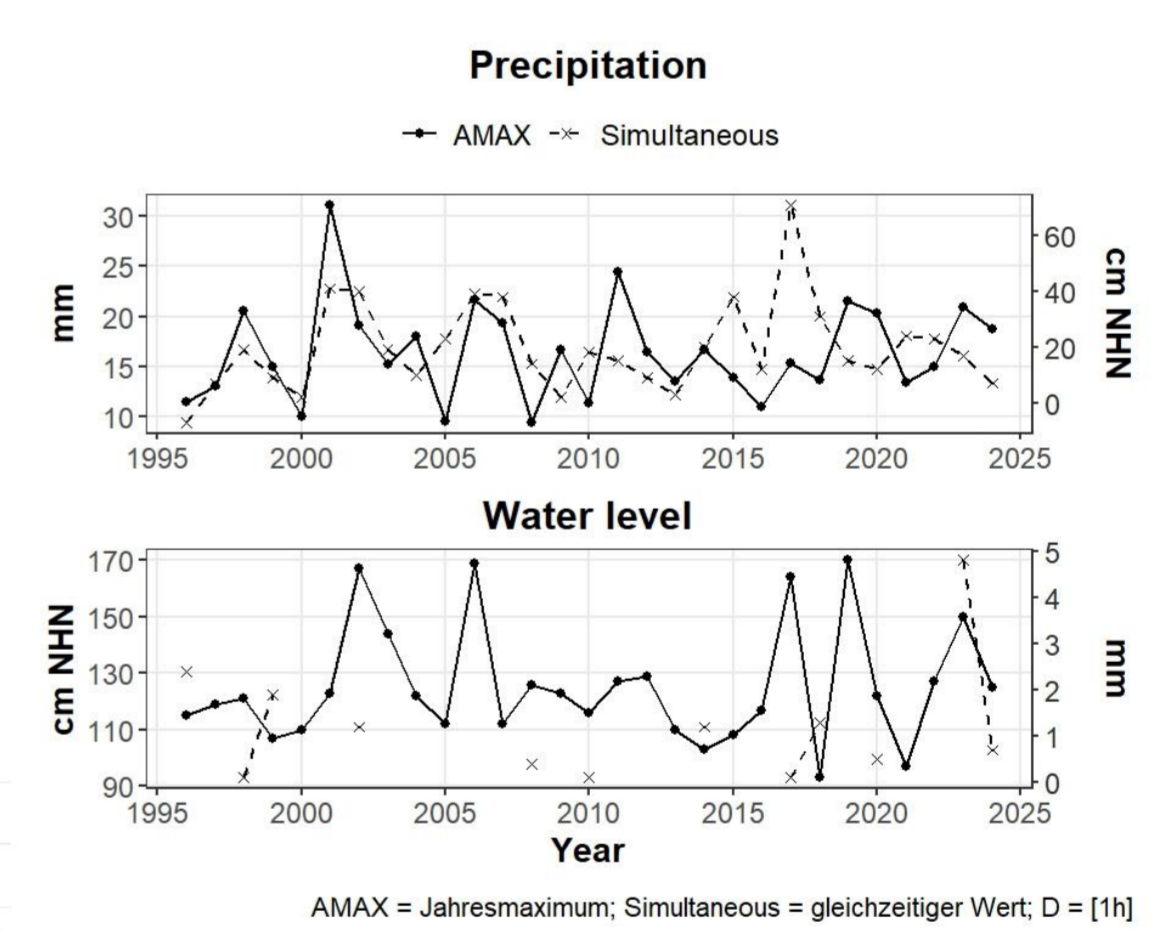 Precipitation
AMAX Simultaneous
30
25
20
15
10
mm
60
40
20
0
cm NHN
1995 2000 2005 2010 2015 2020 2025
Water level
170
150
130
110
90
cm NHN
5
4
3
2
1
0
mm
1995 2000 2005 2010 2015 2020 2025
Year
AMAX = Jahresmaximum; Simultaneous = gleichzeitiger Wert; D = [1h]